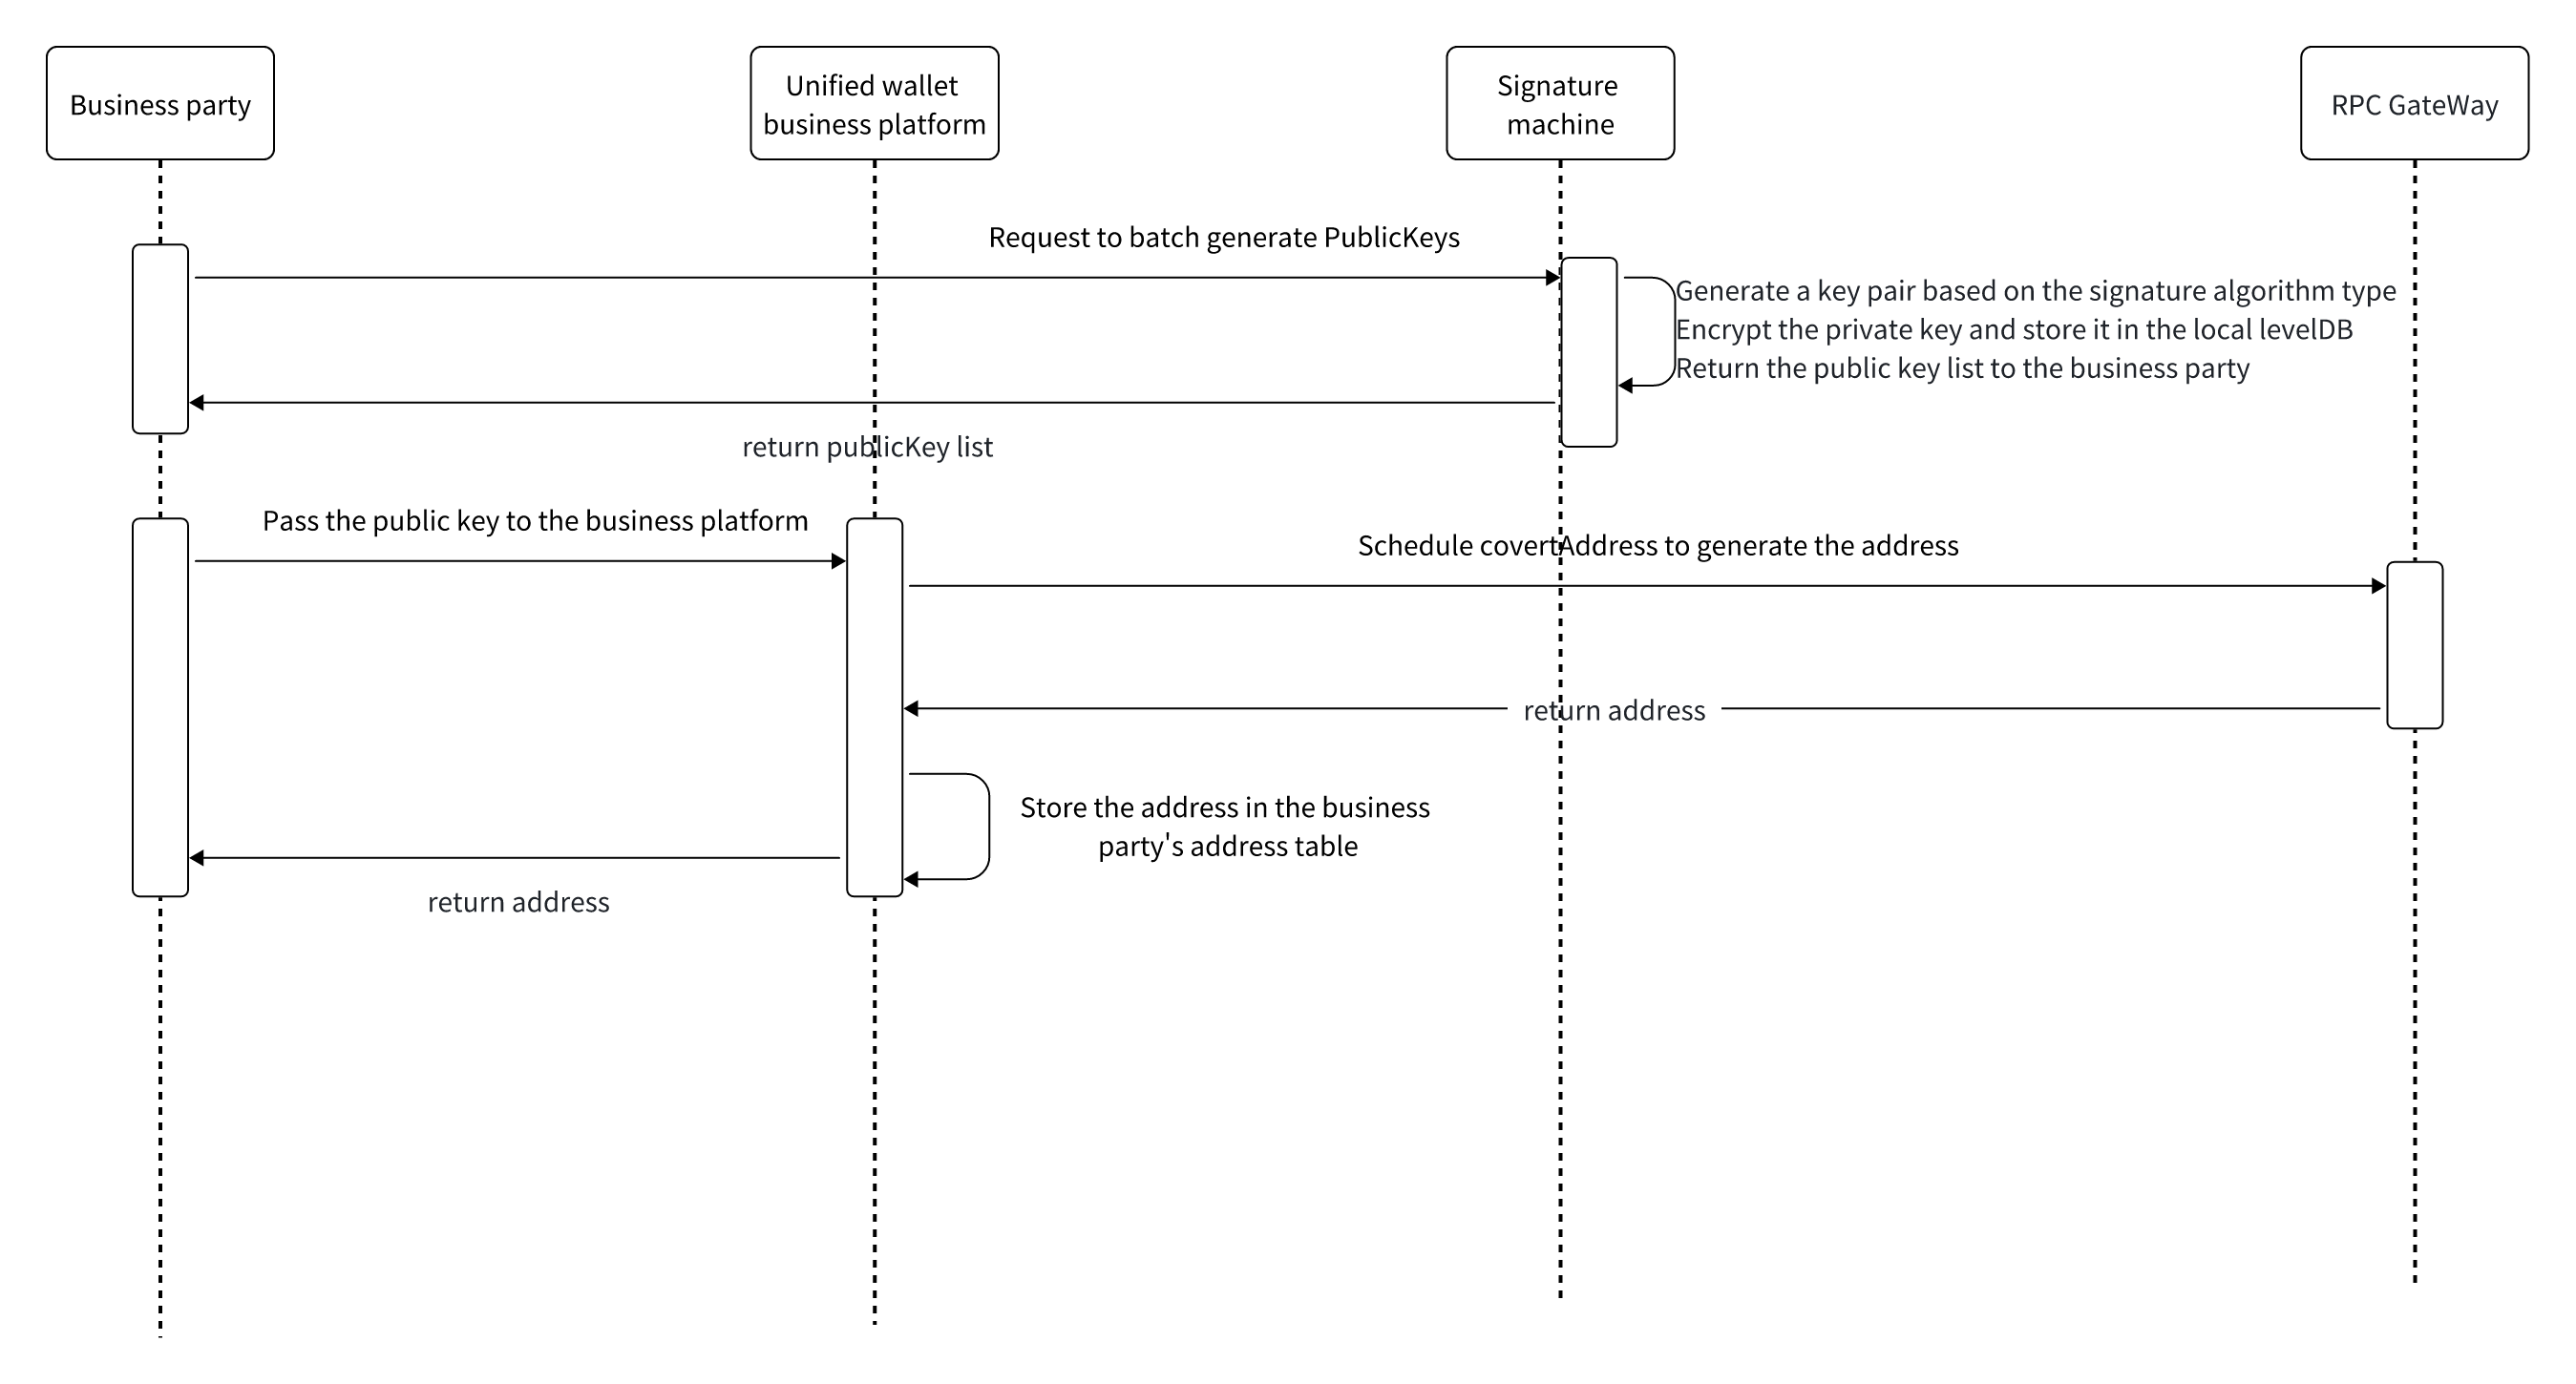 Business party
Unified wallet
business platform
Signature
machine
RPC GateWay
Request to batch generate PublicKeys
Generate a key pair based on the signature algorithm type
Encrypt the private key and store it in the local levelDB
Return the public key list to the business party
return publicKey list
Pass the public key to the business platform
Schedule covertAddress to generate the address
return address
Store the address in the business
party's address table
return address